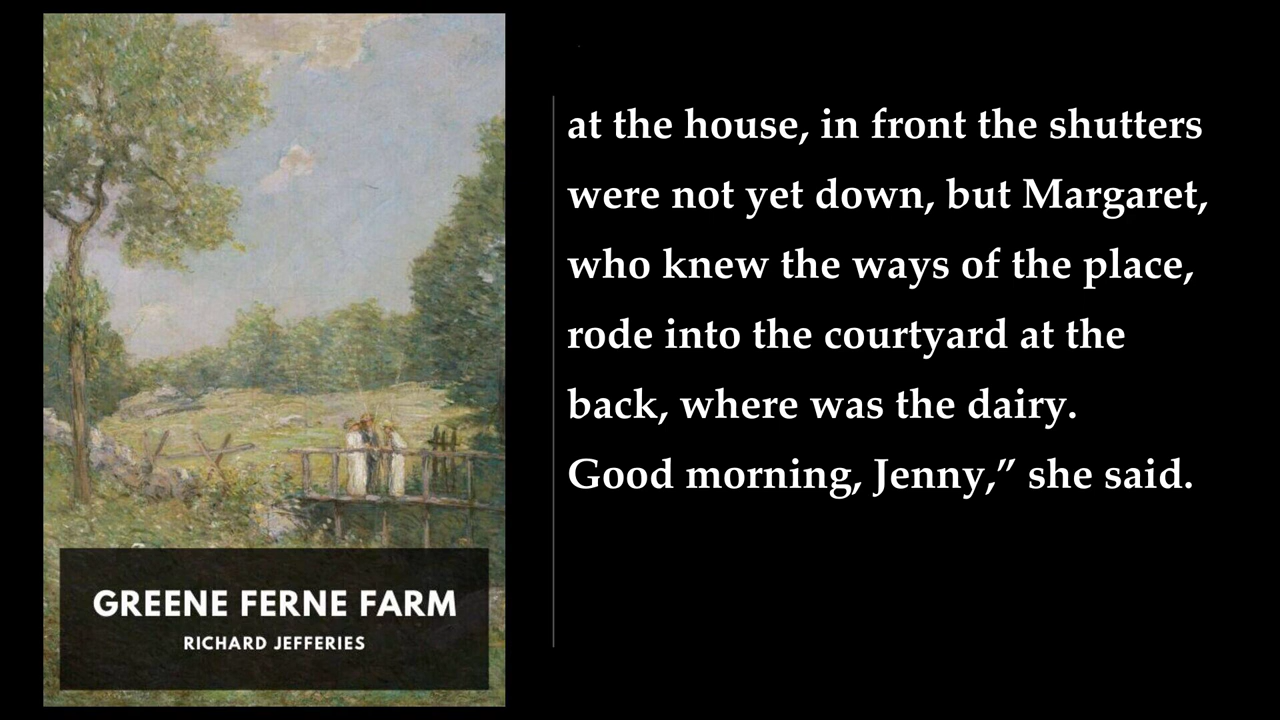 at the house, in front the shutters
were not yet down, but Margaret,
who knew the ways of the place,
rode into the courtyard at the
back, where was the dairy.
Good morning, Jenny,” she said.
GREENE FERNE FARM
RICHARD JEFFERIES